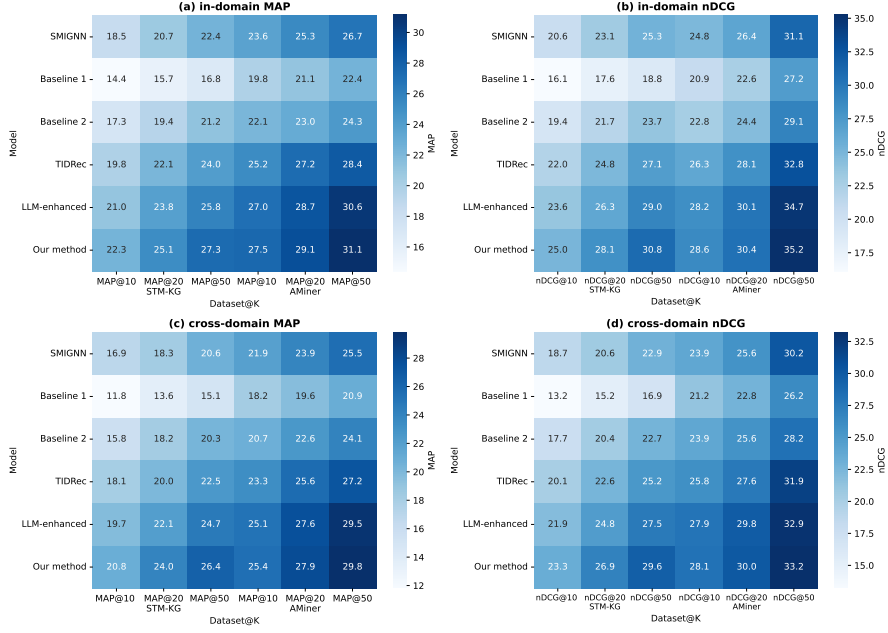 (a) in-domain MAP
SMIGNN 18.5 20.7 22.4 23.6 25.3 26.7
Baseline 1 14.4 15.7 16.8 19.8 21.1 22.4
Baseline 2 17.3 19.4 21.2 22.1 23.0 24.3
TIDRec 19.8 22.1 24.0 25.2 27.2 28.4
LLM-enhanced 21.0 23.8 25.8 27.0 28.7 30.6
Our method 22.3 25.1 27.3 27.5 29.1 31.1
MAP@10 MAP@20 MAP@50 MAP@10 MAP@20 MAP@50
STM-KG AMiner
Dataset@K
Model
30
28
26
24
22
20
18
16
MAP
(b) in-domain nDCG
SMIGNN 20.6 23.1 25.3 24.8 26.4 31.1
Baseline 1 16.1 17.6 18.8 20.9 22.6 27.2
Baseline 2 19.4 21.7 23.7 22.8 24.4 29.1
TIDRec 22.0 24.8 27.1 26.3 28.1 32.8
LLM-enhanced 23.6 26.3 29.0 28.2 30.1 34.7
Our method 25.0 28.1 30.8 28.6 30.4 35.2
nDCG@10 nDCG@20 nDCG@50 nDCG@10 nDCG@20 nDCG@50
STM-KG AMiner
Dataset@K
Model
35.0
32.5
30.0
27.5
25.0
22.5
20.0
17.5
nDCG
(c) cross-domain MAP
SMIGNN 16.9 18.3 20.6 21.9 23.9 25.5
Baseline 1 11.8 13.6 15.1 18.2 19.6 20.9
Baseline 2 15.8 18.2 20.3 20.7 22.6 24.1
TIDRec 18.1 20.0 22.5 23.3 25.6 27.2
LLM-enhanced 19.7 22.1 24.7 25.1 27.6 29.5
Our method 20.8 24.0 26.4 25.4 27.9 29.8
MAP@10 MAP@20 MAP@50 MAP@10 MAP@20 MAP@50
STM-KG AMiner
Dataset@K
Model
28
26
24
22
20
18
16
14
12
MAP
(d) cross-domain nDCG
SMIGNN 18.7 20.6 22.9 23.9 25.6 30.2
Baseline 1 13.2 15.2 16.9 21.2 22.8 26.2
Baseline 2 17.7 20.4 22.7 23.9 25.6 28.2
TIDRec 20.1 22.6 25.2 25.8 27.6 31.9
LLM-enhanced 21.9 24.8 27.5 27.9 29.8 32.9
Our method 23.3 26.9 29.6 28.1 30.0 33.2
nDCG@10 nDCG@20 nDCG@50 nDCG@10 nDCG@20 nDCG@50
STM-KG AMiner
Dataset@K
Model
32.5
30.0
27.5
25.0
22.5
20.0
17.5
15.0
nDCG